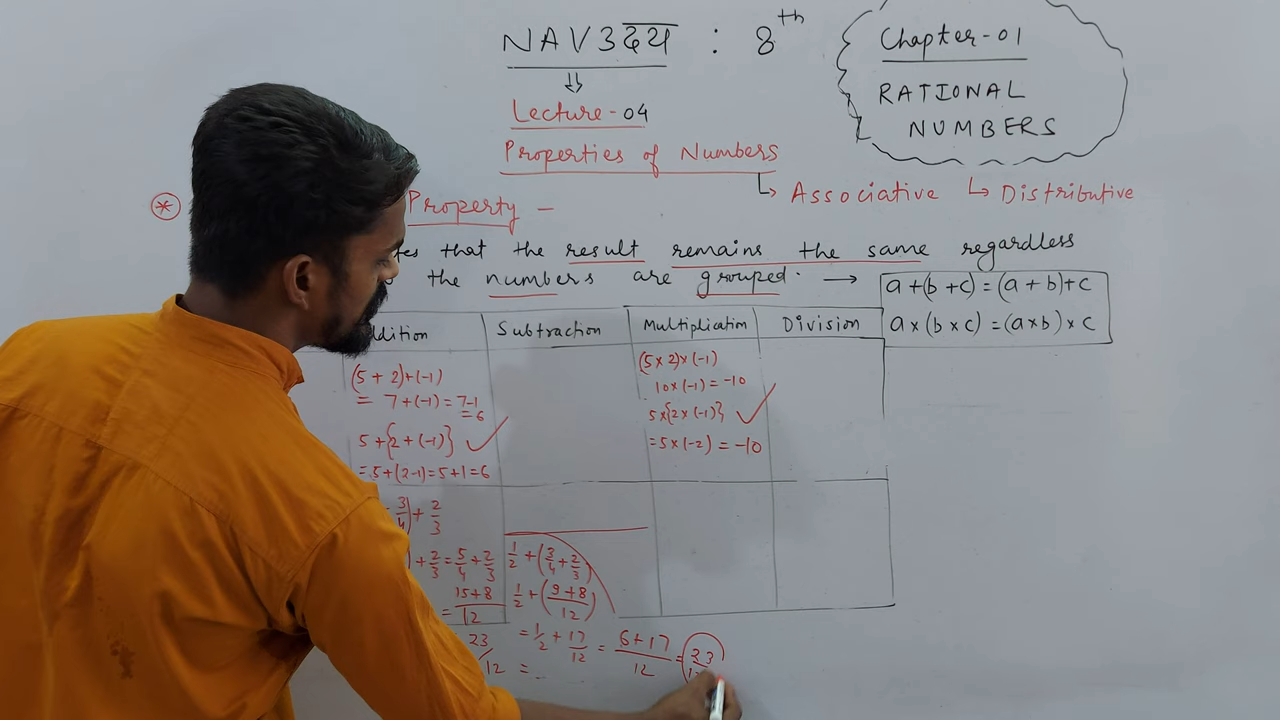 NAV3दय : 8th
Chapter-01
RATIONAL
NUMBERS
⇓
Lecture-04
Properties of Numbers
↳ Associative ↳ Distributive
* Property -
that the result remains the same regardless
the numbers are grouped. → a+(b+c)=(a+b)+c
a×(b×c)=(a×b)×c
Subtraction Multiplication Division
(5+2)+(-1)
= 7+(-1) = 7-1
=6
5+{2+(-1)} ✓
=5+(2-1)=5+1=6
(5×2)×(-1)
10×(-1)=-10
5×{2×(-1)} ✓
=5×(-2)=-10
3/4)+2/3
+2/3=5/4+2/3
=15+8/12
23/12 =
1/2+(3/4+2/3)
1/2+(9+8/12)
=1/2+17/12 = 6+17/12 = 23